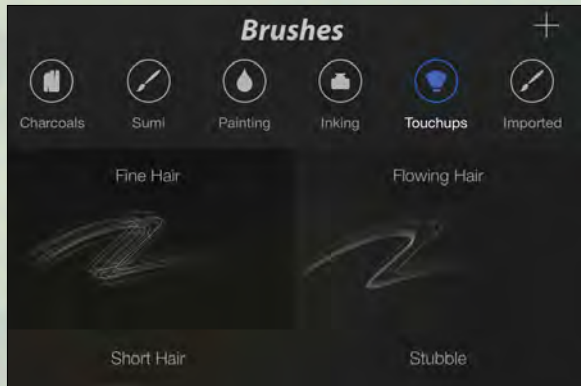 Brushes
Charcoals Sumi Painting Inking Touchups Imported
Fine Hair Flowing Hair
Short Hair Stubble